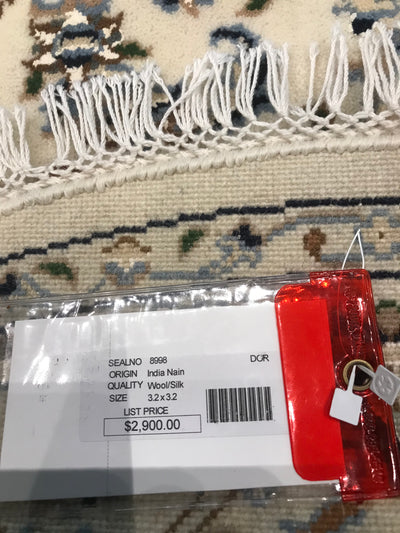 SEALNO 8998 DOR
ORIGIN India Nain
QUALITY Wool/Silk
SIZE 3.2 x 3.2
LIST PRICE
$2,900.00